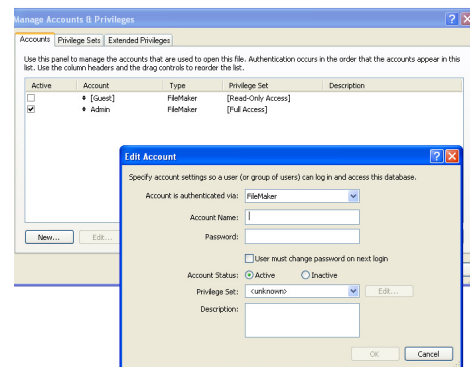 Manage Accounts & Privileges
Accounts
Privilege Sets
Extended Privileges
Use this panel to manage the accounts that are used to open this file. Authentication occurs in the order that the accounts appear in this
list. Use the column headers and the drag controls to reorder the list.
Active Account Type Privilege Set Description
[Guest] FileMaker [Read-Only Access]
Admin FileMaker [Full Access]
Edit Account
Specify account settings so a user (or group of users) can log in and access this database.
Account is authenticated via: FileMaker
Account Name:
Password:
User must change password on next login
Account Status: Active Inactive
Privilege Set: <unknown> Edit...
Description:
OK Cancel
New... Edit...